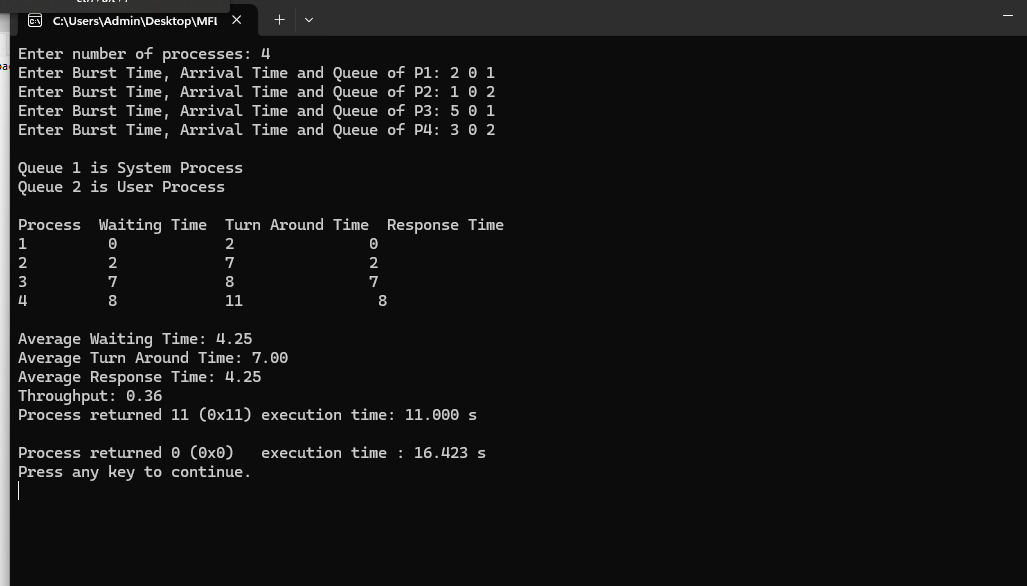 C:\Users\Admin\Desktop\MFL
Enter number of processes: 4
Enter Burst Time, Arrival Time and Queue of P1: 2 0 1
Enter Burst Time, Arrival Time and Queue of P2: 1 0 2
Enter Burst Time, Arrival Time and Queue of P3: 5 0 1
Enter Burst Time, Arrival Time and Queue of P4: 3 0 2
Queue 1 is System Process
Queue 2 is User Process
Process Waiting Time Turn Around Time Response Time
1 0 2 0
2 2 7 2
3 7 8 7
4 8 11 8
Average Waiting Time: 4.25
Average Turn Around Time: 7.00
Average Response Time: 4.25
Throughput: 0.36
Process returned 11 (0x11) execution time: 11.000 s
Process returned 0 (0x0) execution time : 16.423 s
Press any key to continue.